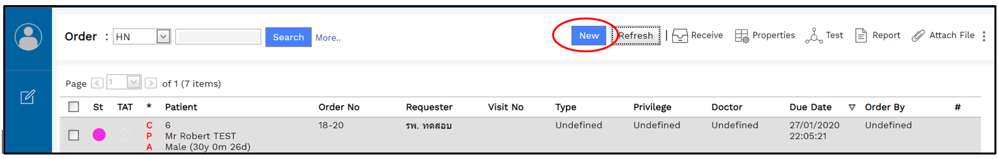 Order : HN Search More.. New Refresh | Receive Properties Test Report Attach File
Page 1 of 1 (7 items)
St TAT * Patient Order No Requester Visit No Type Privilege Doctor Due Date Order By #
C 6 18-20 รพ. ทดสอบ Undefined Undefined Undefined 27/01/2020 Undefined
P Mr Robert TEST 22:05:21
A Male (30y 0m 26d)